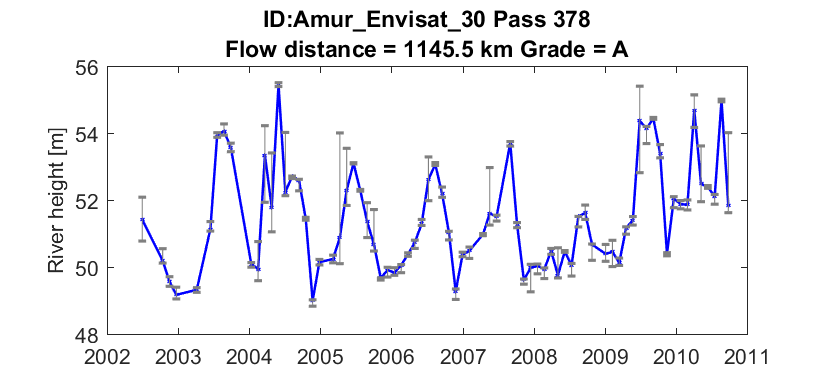 ID:Amur_Envisat_30 Pass 378
Flow distance = 1145.5 km Grade = A
River height [m]
56
54
52
50
48
2002 2003 2004 2005 2006 2007 2008 2009 2010 2011